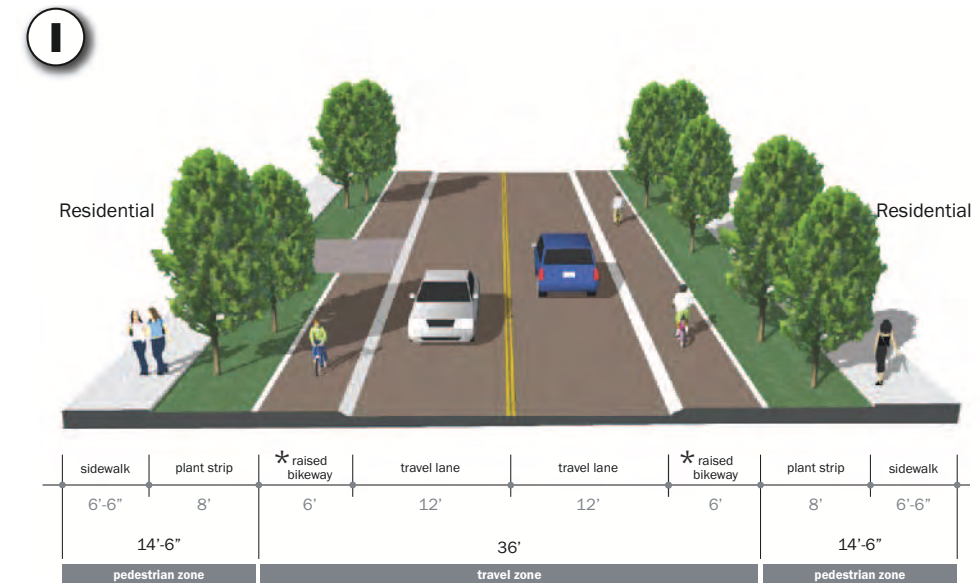 I
Residential
Residential
sidewalk
plant strip
* raised
bikeway
travel lane
travel lane
* raised
bikeway
plant strip
sidewalk
6’-6” 8’ 6’ 12’ 12’ 6’ 8’ 6’-6”
14’-6” 36’ 14’-6”
pedestrian zone travel zone pedestrian zone